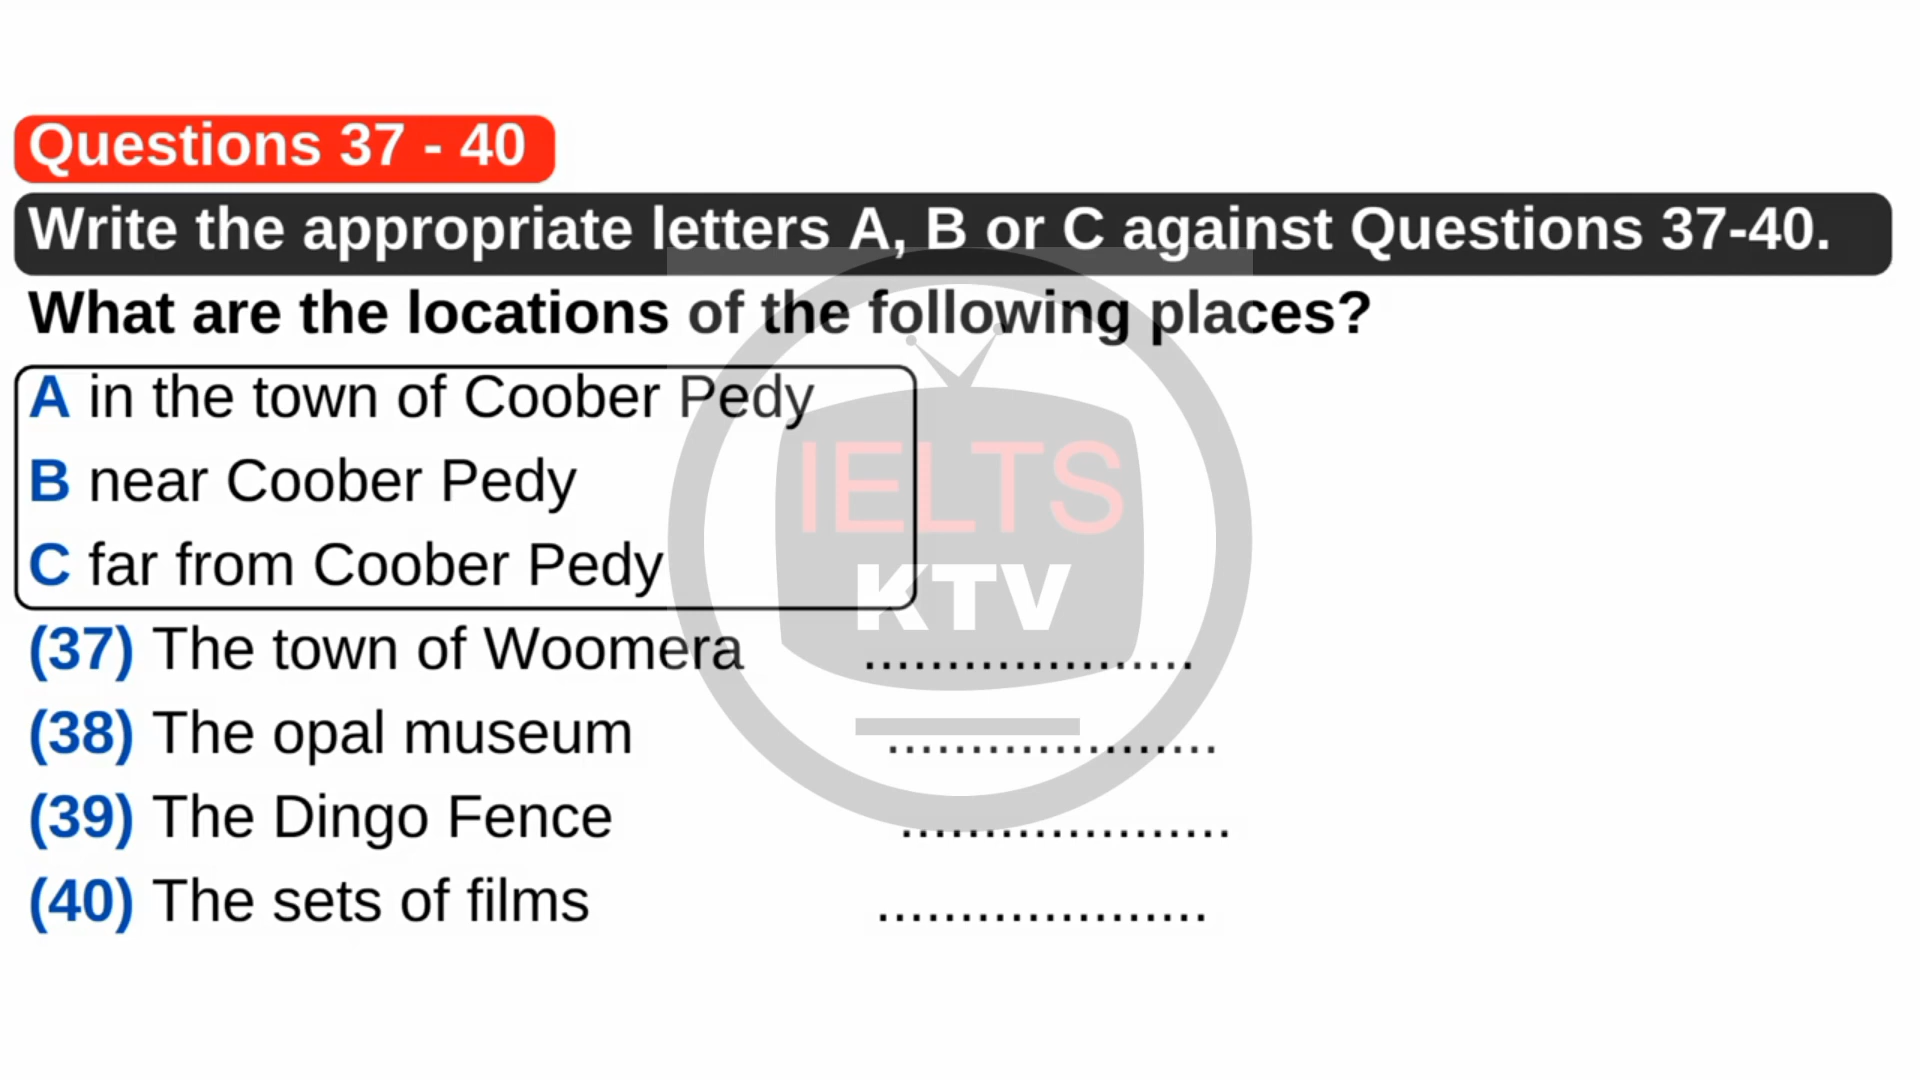 Questions 37 - 40
Write the appropriate letters A, B or C against Questions 37-40.
What are the locations of the following places?
A in the town of Coober Pedy
B near Coober Pedy
C far from Coober Pedy
IELTS
KTV
(37) The town of Woomera ....................
(38) The opal museum ....................
(39) The Dingo Fence ....................
(40) The sets of films ....................